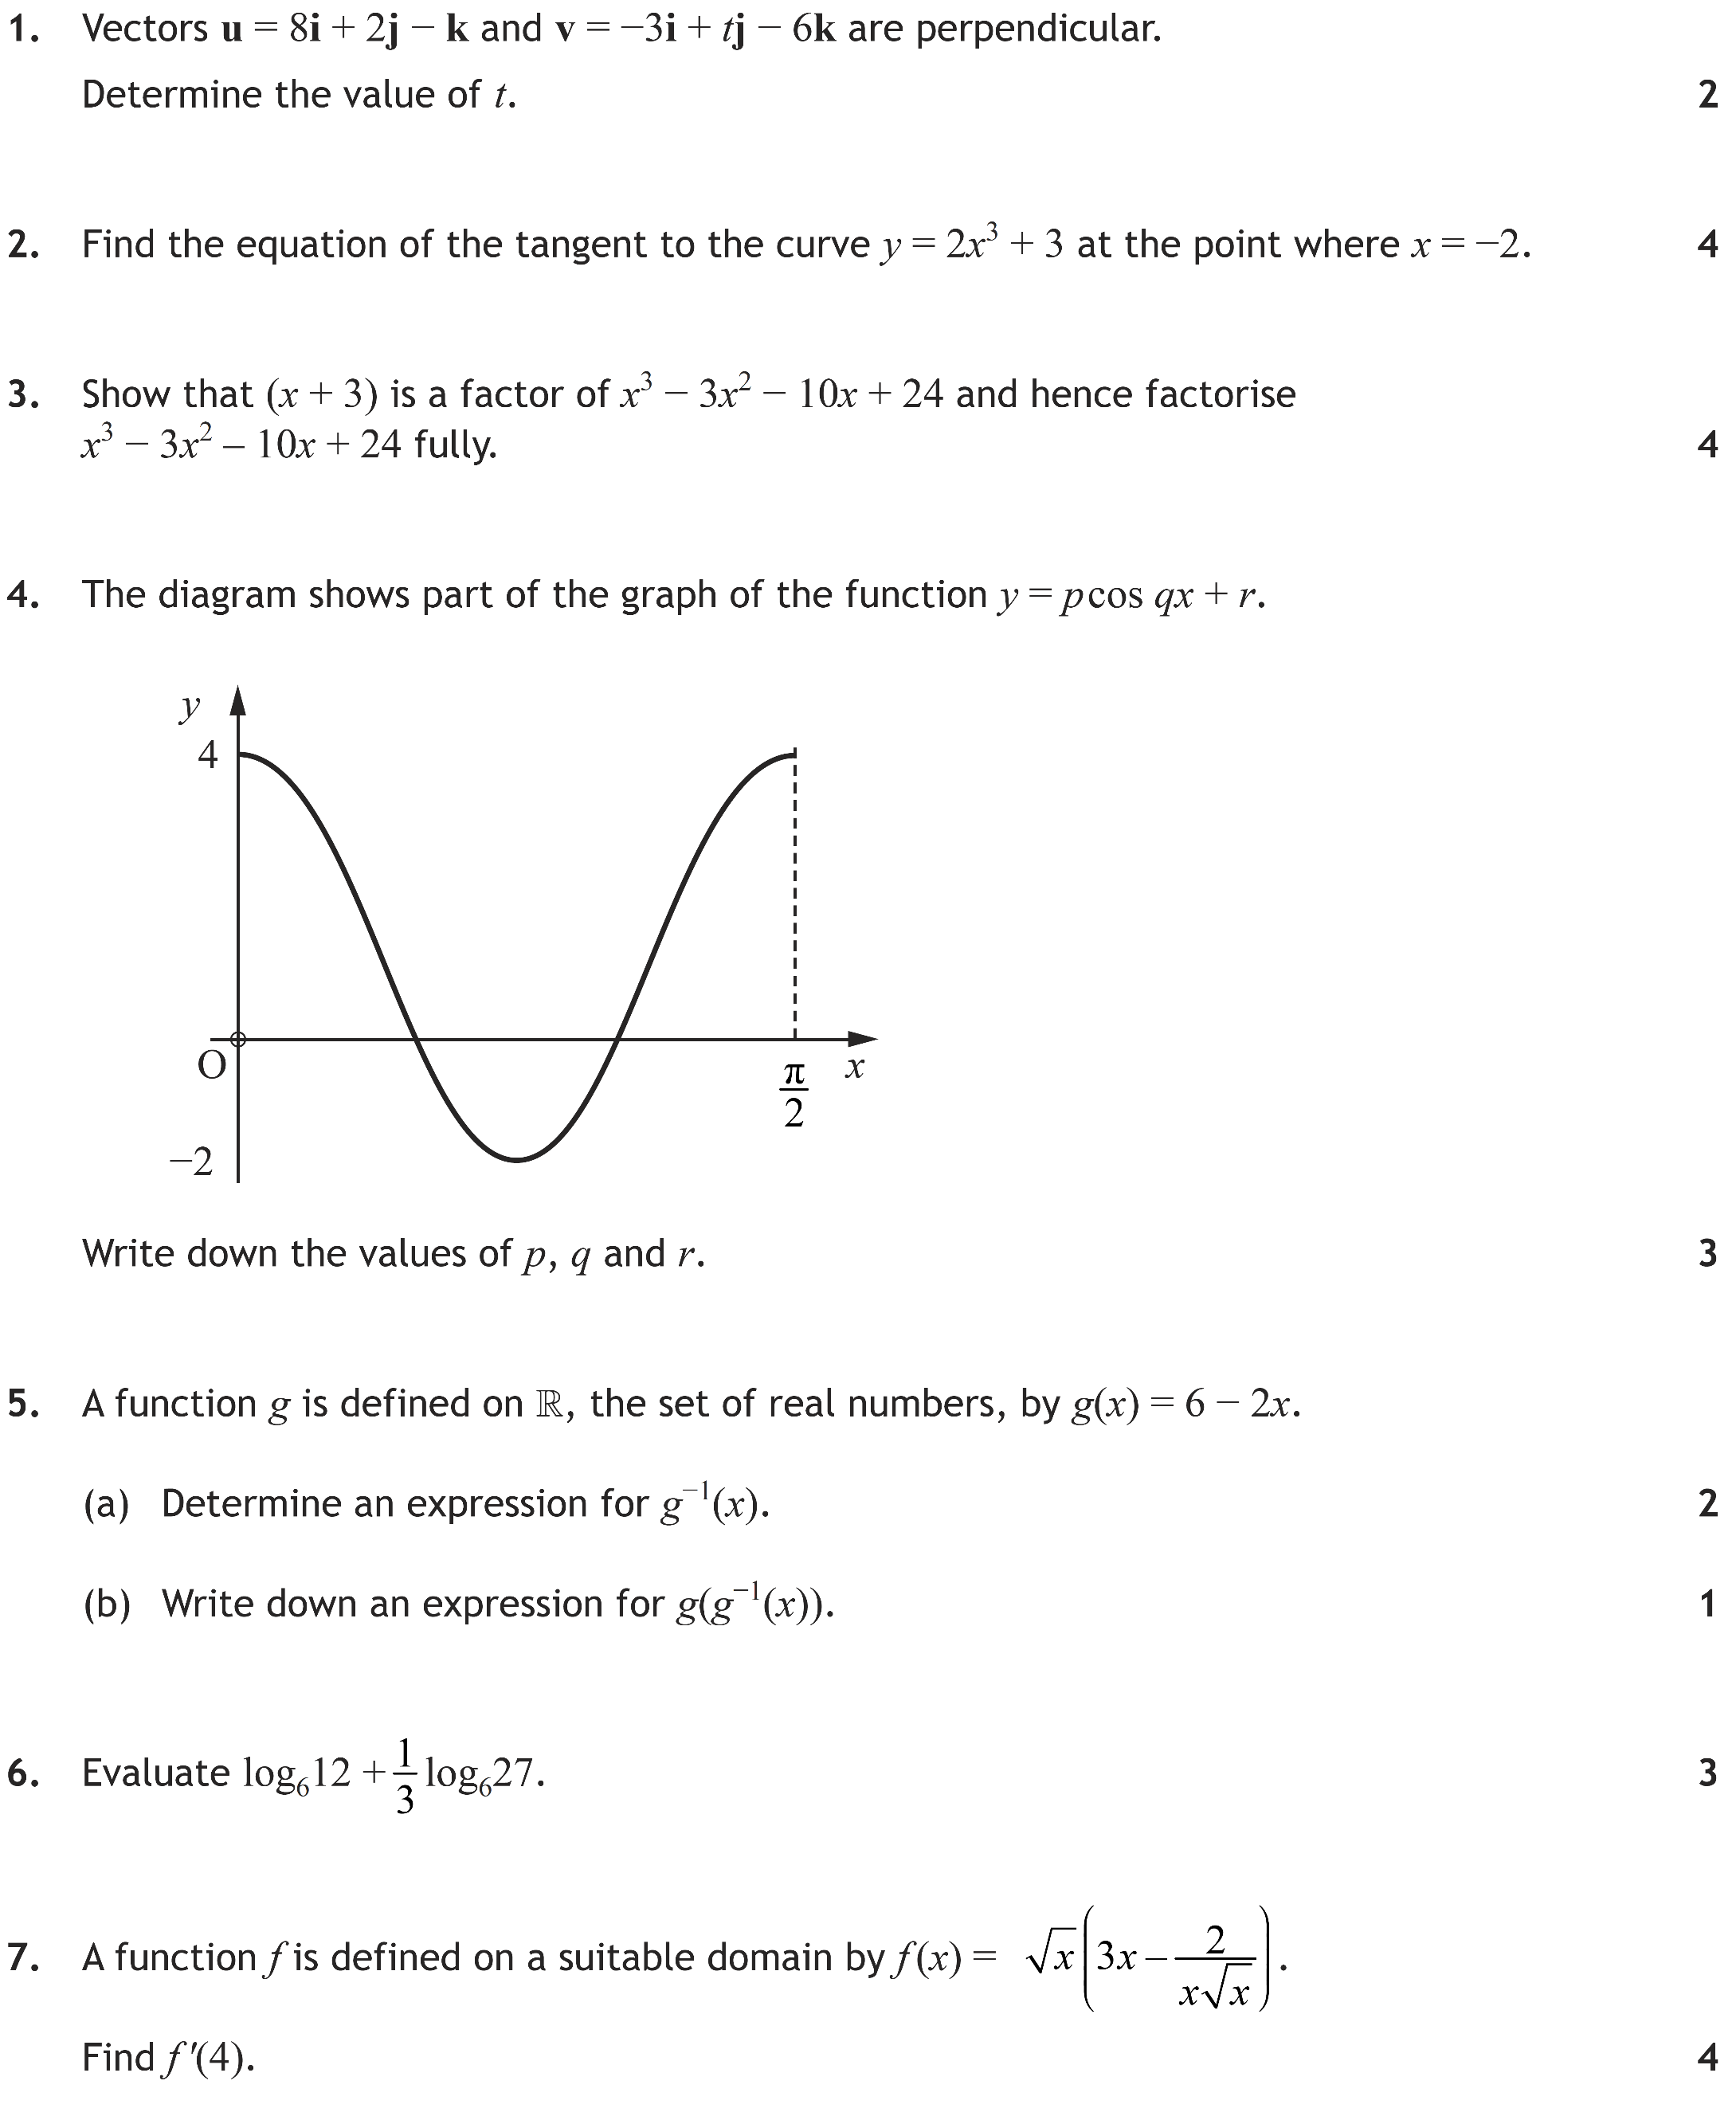 1. Vectors u = 8i + 2j − k and v = −3i + tj − 6k are perpendicular.
Determine the value of t. 2
2. Find the equation of the tangent to the curve y = 2x³ + 3 at the point where x = −2. 4
3. Show that (x + 3) is a factor of x³ − 3x² − 10x + 24 and hence factorise
x³ − 3x² – 10x + 24 fully. 4
4. The diagram shows part of the graph of the function y = pcos qx + r.
y
4
O
π/2
x
−2
Write down the values of p, q and r. 3
5. A function g is defined on ℝ, the set of real numbers, by g(x) = 6 − 2x.
(a) Determine an expression for g⁻¹(x). 2
(b) Write down an expression for g(g⁻¹(x)). 1
6. Evaluate log₆12 + 1/3 log₆27. 3
7. A function f is defined on a suitable domain by f(x) = √x(3x − 2/(x√x)).
Find f′(4). 4